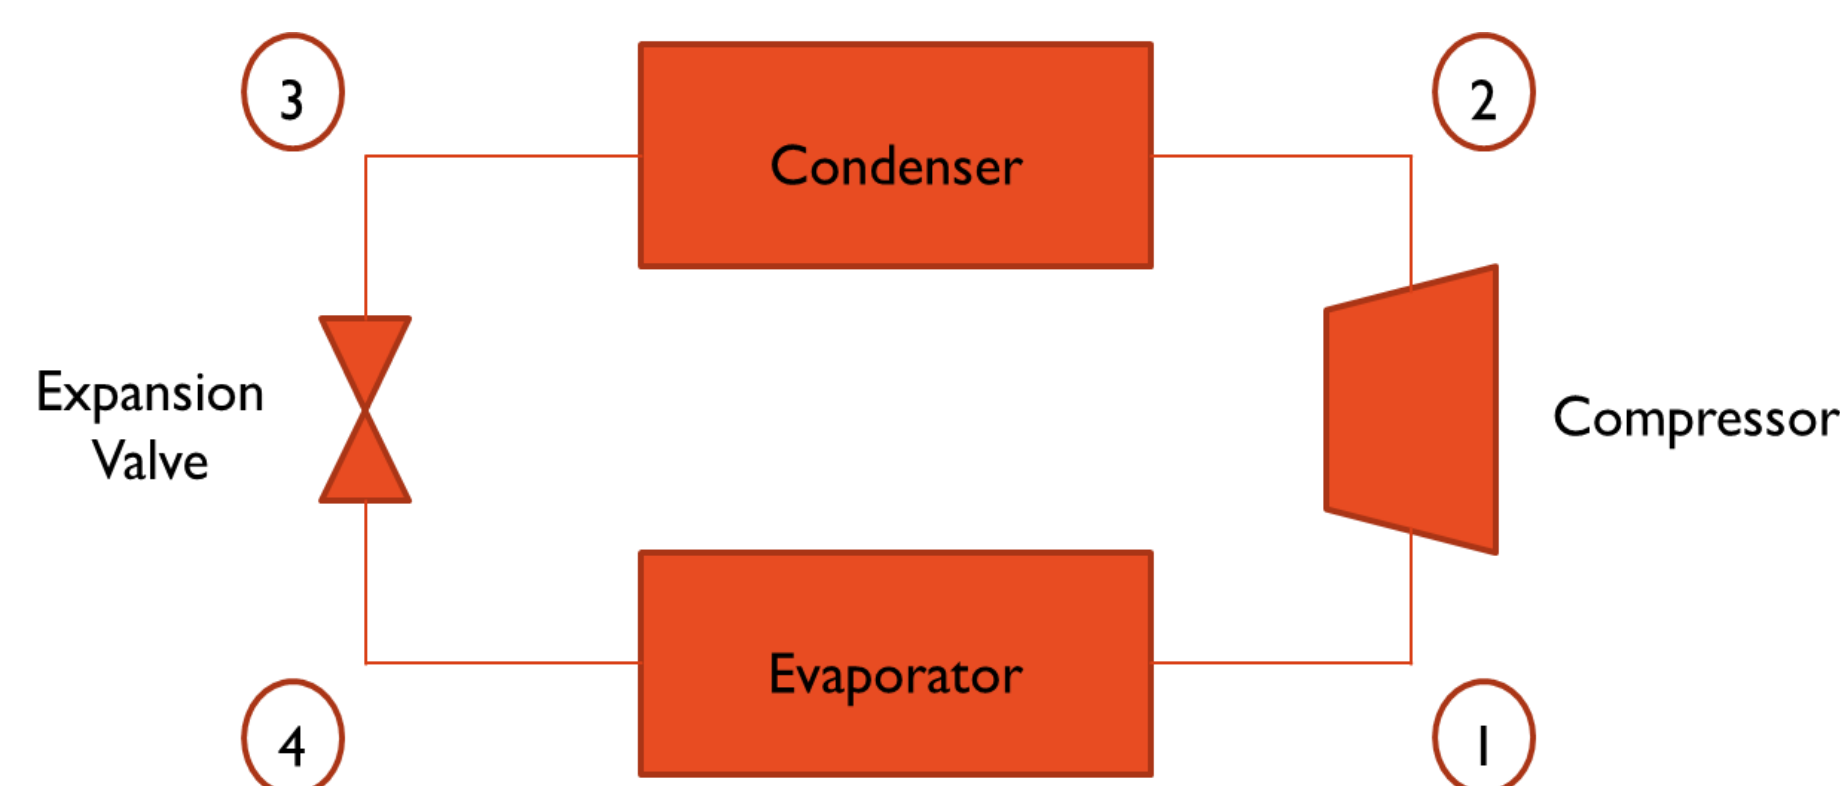 3
Condenser
2
Expansion
Valve
Compressor
Evaporator
4
1